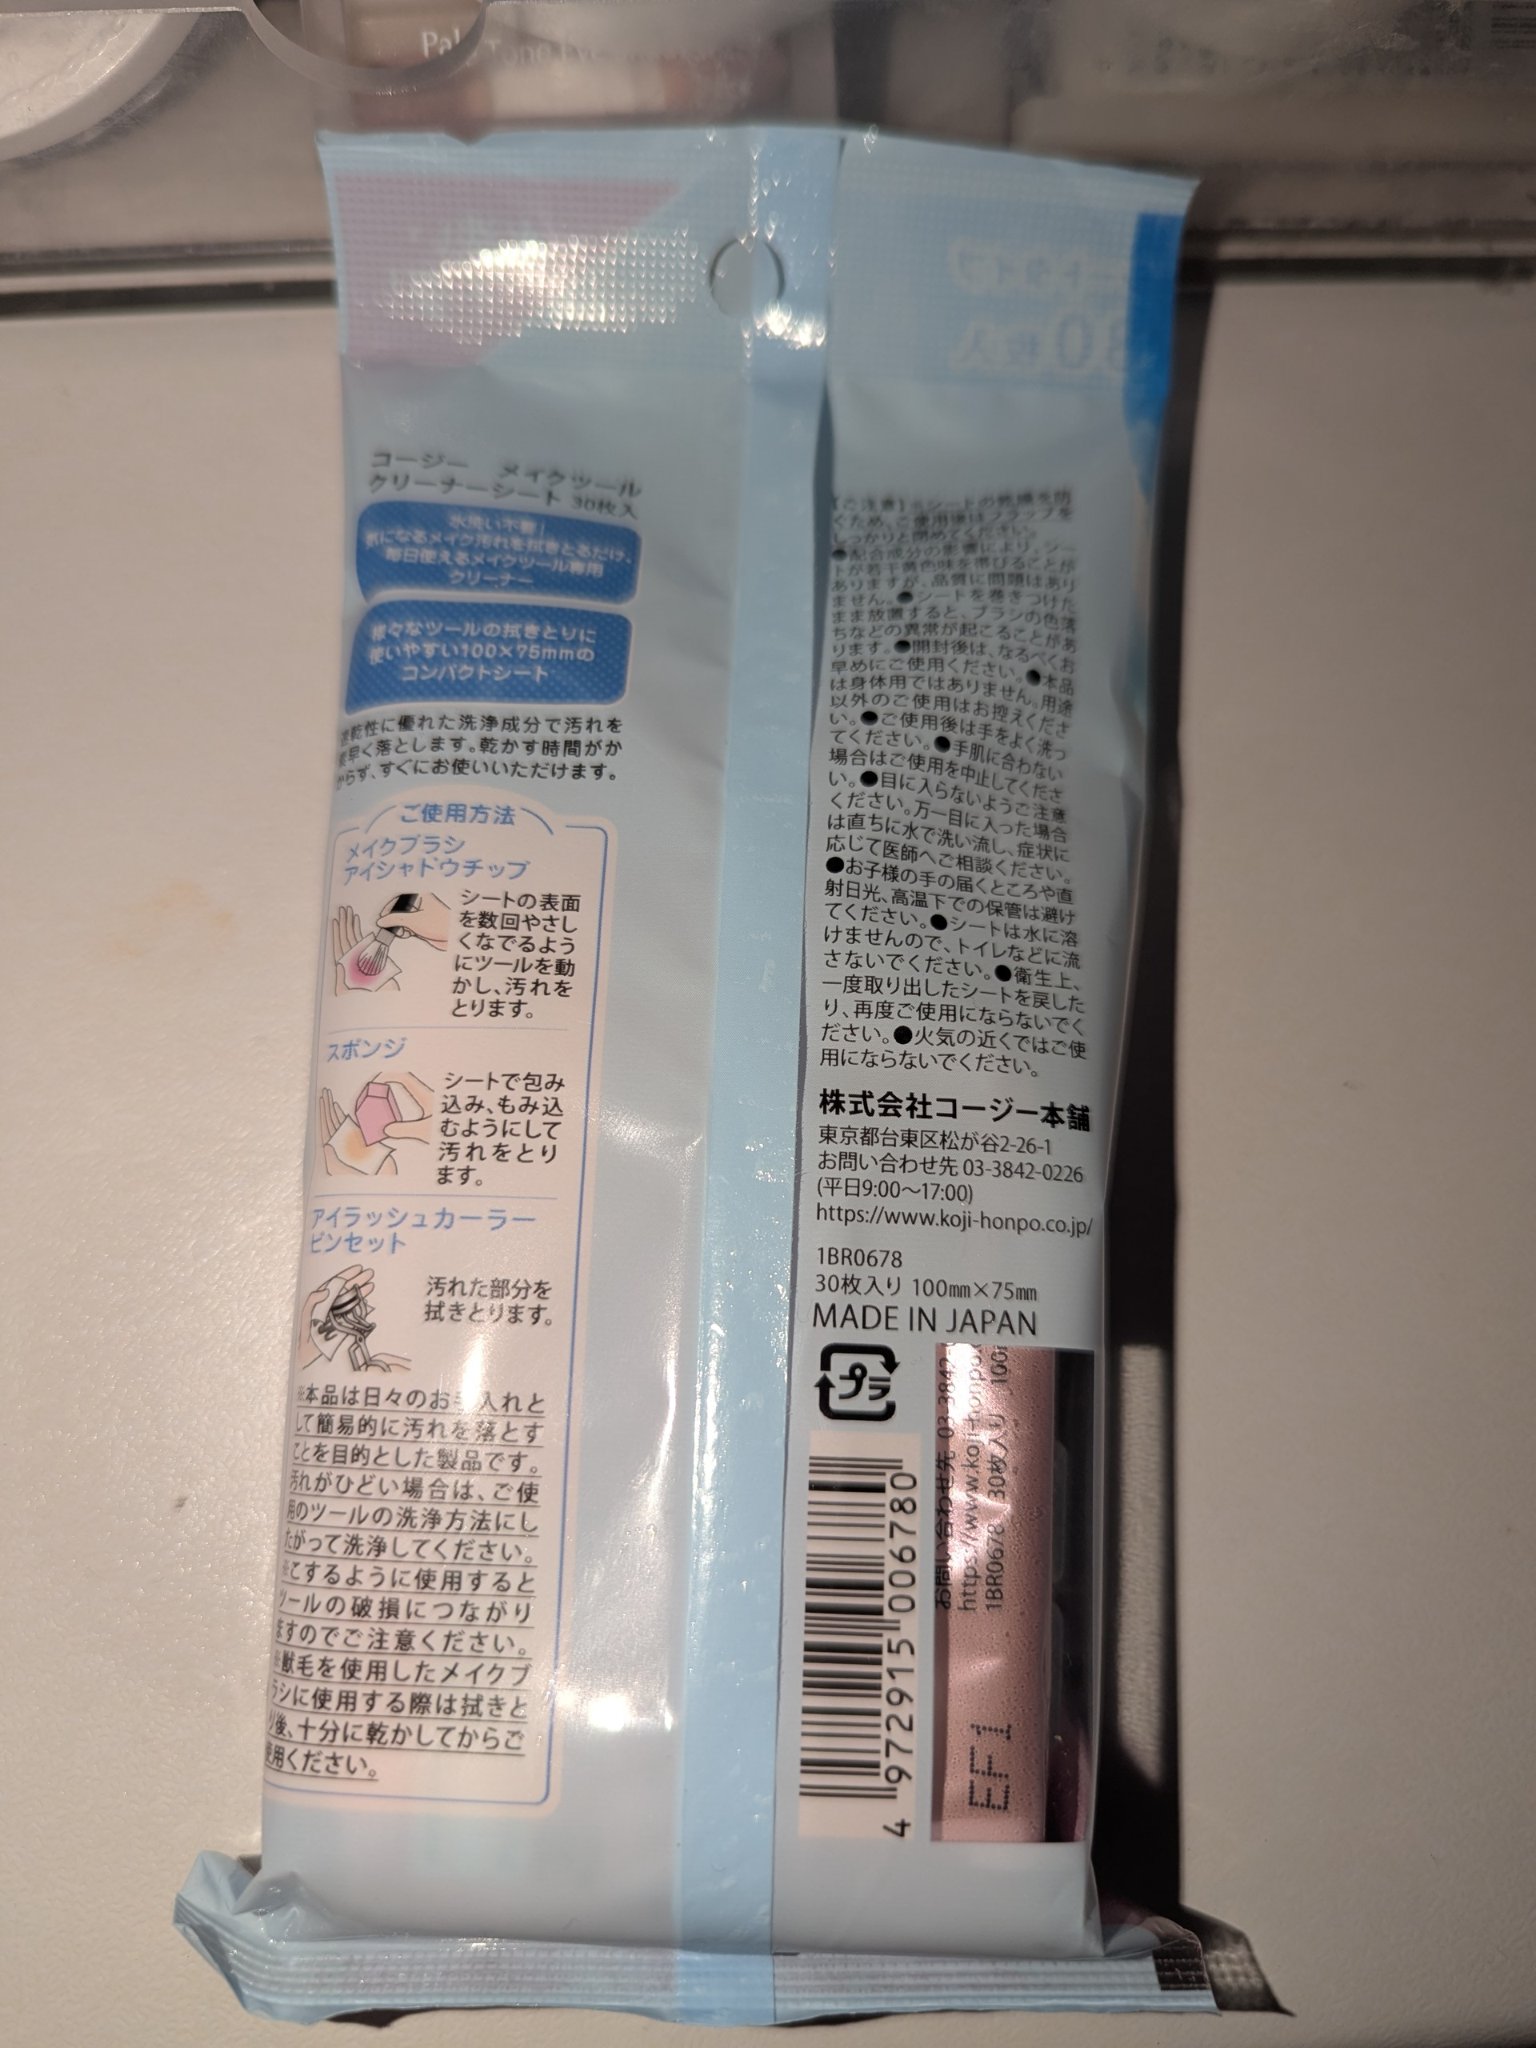 Pal
コージー　メイクツール
クリーナーシート 30枚入
水洗い不要！
気になるメイク汚れを拭きとるだけ、
毎日使えるメイクツール専用
クリーナー
様々なツールの拭きとりに
使いやすい100×75mmの
コンパクトシート
速乾性に優れた洗浄成分で汚れを
素早く落とします。乾かす時間がか
からず、すぐにお使いいただけます。
ご使用方法
メイクブラシ
アイシャドウチップ
シートの表面
を数回やさし
くなでるよう
にツールを動
かし、汚れを
とります。
スポンジ
シートで包み
込み、もみ込
むようにして
汚れをとり
ます。
アイラッシュカーラー
ピンセット
汚れた部分を
拭きとります。
※本品は日々のお手入れと
して簡易的に汚れを落とす
ことを目的とした製品です。
汚れがひどい場合は、ご使
用のツールの洗浄方法にし
たがって洗浄してください。
※こするように使用すると
ツールの破損につながり
ますのでご注意ください。
※獣毛を使用したメイクブ
ラシに使用する際は拭きと
り後、十分に乾かしてからご
使用ください。
シートタイプ
30枚入
【ご注意】●シートの乾燥を防
ぐため、ご使用後はフラップを
しっかりと閉めてください。
●配合成分の影響により、シー
トが若干黄色味を帯びることが
ありますが、品質に問題はあり
ません。●シートを巻きつけた
まま放置すると、ブラシの色落
ちなどの異常が起こることがあ
ります。●開封後は、なるべくお
早めにご使用ください。●本品
は身体用ではありません。用途
以外のご使用はお控えくださ
い。●ご使用後は手をよく洗っ
てください。●手肌に合わない
場合はご使用を中止してくださ
い。●目に入らないようご注意
ください。万一目に入った場合
は直ちに水で洗い流し、症状に
応じて医師へご相談ください。
●お子様の手の届くところや直
射日光、高温下での保管は避け
てください。●シートは水に溶
けませんので、トイレなどに流
さないでください。●衛生上、
一度取り出したシートを戻した
り、再度ご使用にならないでく
ださい。●火気の近くではご使
用にならないでください。
株式会社コージー本舗
東京都台東区松が谷2-26-1
お問い合わせ先 03-3842-0226
(平日9:00～17:00)
https://www.koji-honpo.co.jp/
1BR0678
30枚入り 100mm×75mm
MADE IN JAPAN
プラ
4 972915 006780
お問い合わせ先 03-3842-
https://www.koji-honpo
1BR0678 30枚入り 100
EF1